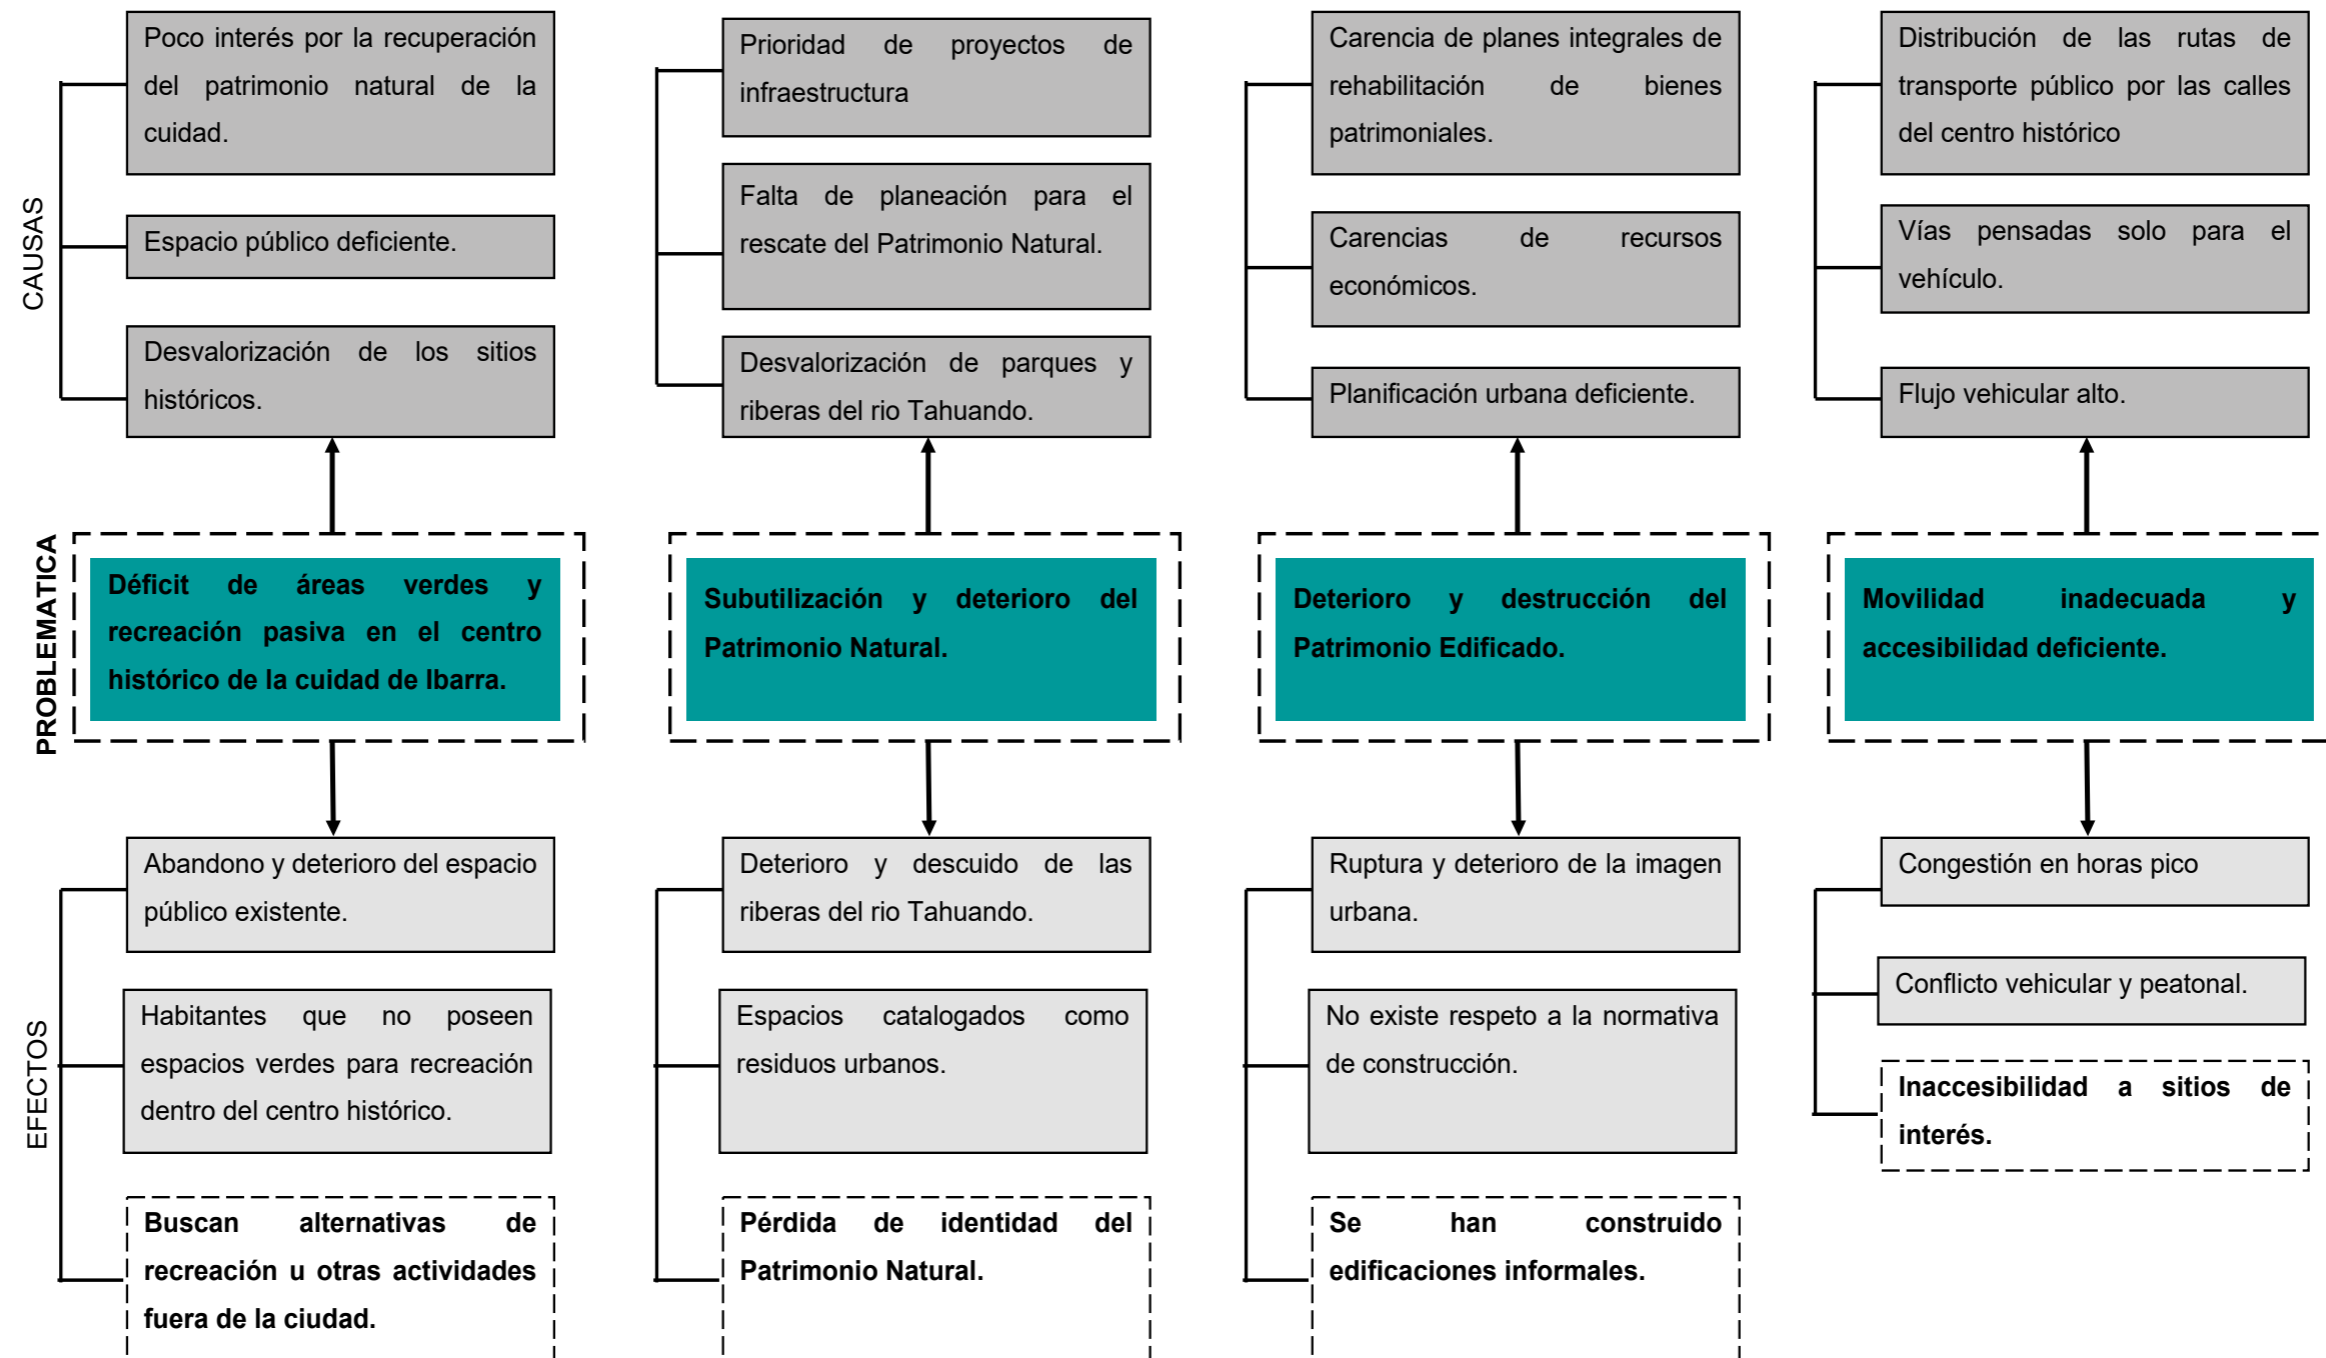 CAUSAS
Poco interés por la recuperación
del patrimonio natural de la
cuidad.
Espacio público deficiente.
Desvalorización de los sitios
históricos.
Prioridad de proyectos de
infraestructura
Falta de planeación para el
rescate del Patrimonio Natural.
Desvalorización de parques y
riberas del rio Tahuando.
Carencia de planes integrales de
rehabilitación de bienes
patrimoniales.
Carencias de recursos
económicos.
Planificación urbana deficiente.
Distribución de las rutas de
transporte público por las calles
del centro histórico
Vías pensadas solo para el
vehículo.
Flujo vehicular alto.
PROBLEMATICA
Déficit de áreas verdes y
recreación pasiva en el centro
histórico de la cuidad de Ibarra.
Subutilización y deterioro del
Patrimonio Natural.
Deterioro y destrucción del
Patrimonio Edificado.
Movilidad inadecuada y
accesibilidad deficiente.
EFECTOS
Abandono y deterioro del espacio
público existente.
Habitantes que no poseen
espacios verdes para recreación
dentro del centro histórico.
Buscan alternativas de
recreación u otras actividades
fuera de la ciudad.
Deterioro y descuido de las
riberas del rio Tahuando.
Espacios catalogados como
residuos urbanos.
Pérdida de identidad del
Patrimonio Natural.
Ruptura y deterioro de la imagen
urbana.
No existe respeto a la normativa
de construcción.
Se han construido
edificaciones informales.
Congestión en horas pico
Conflicto vehicular y peatonal.
Inaccesibilidad a sitios de
interés.